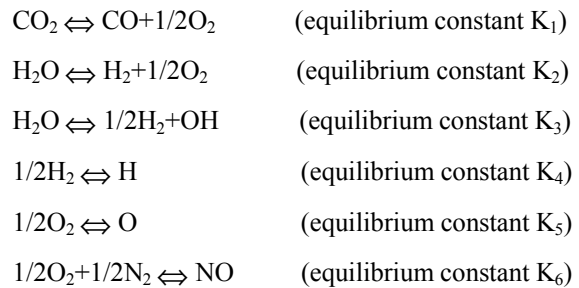 CO₂ ⇔ CO+1/2O₂ (equilibrium constant K₁)
H₂O ⇔ H₂+1/2O₂ (equilibrium constant K₂)
H₂O ⇔ 1/2H₂+OH (equilibrium constant K₃)
1/2H₂ ⇔ H (equilibrium constant K₄)
1/2O₂ ⇔ O (equilibrium constant K₅)
1/2O₂+1/2N₂ ⇔ NO (equilibrium constant K₆)